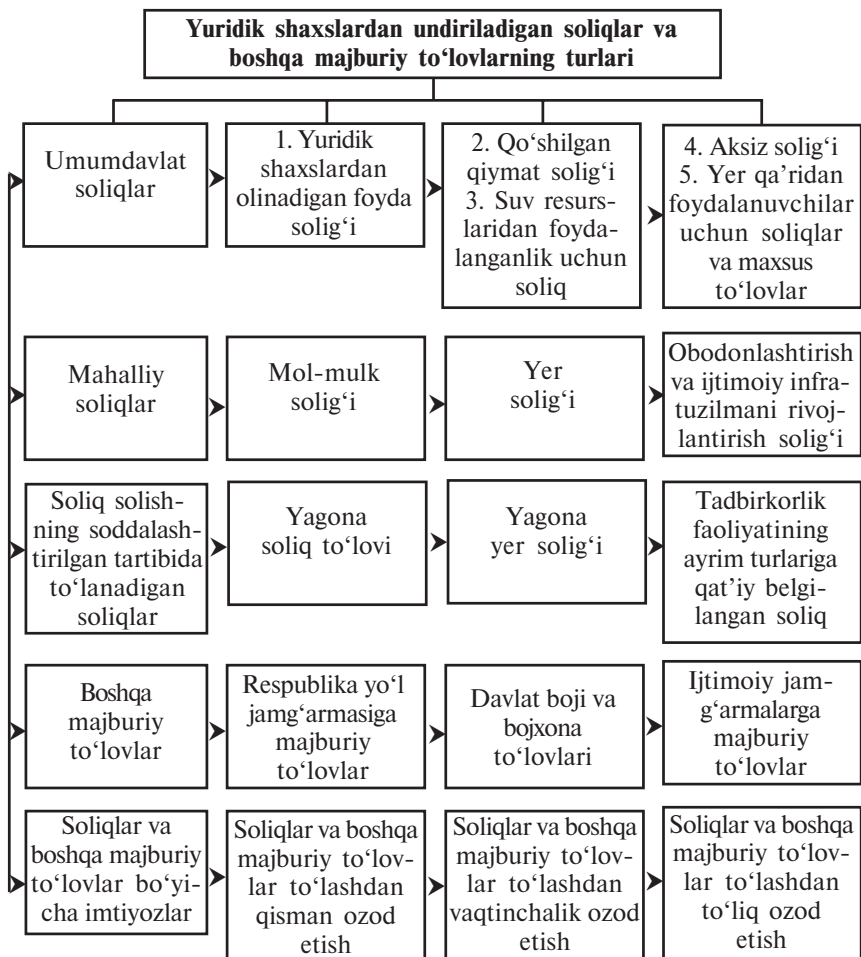 Yuridik shaxslardan undiriladigan soliqlar va
boshqa majburiy to‘lovlarning turlari
Umumdavlat
soliqlar
1. Yuridik
shaxslardan
olinadigan foyda
solig‘i
2. Qo‘shilgan
qiymat solig‘i
3. Suv resurs-
laridan foyda-
langanlik uchun
soliq
4. Aksiz solig‘i
5. Yer qa’ridan
foydalanuvchilar
uchun soliqlar
va maxsus
to‘lovlar
Mahalliy
soliqlar
Mol-mulk
solig‘i
Yer
solig‘i
Obodonlashtirish
va ijtimoiy infra-
tuzilmani rivoj-
lantirish solig‘i
Soliq solish-
ning soddalash-
tirilgan tartibida
to‘lanadigan
soliqlar
Yagona
soliq to‘lovi
Yagona
yer solig‘i
Tadbirkorlik
faoliyatining
ayrim turlariga
qat’iy belgi-
langan soliq
Boshqa
majburiy
to‘lovlar
Respublika yo‘l
jamg‘armasiga
majburiy
to‘lovlar
Davlat boji va
bojxona
to‘lovlari
Ijtimoiy jam-
g‘armalarga
majburiy
to‘lovlar
Soliqlar va
boshqa majburiy
to‘lovlar bo‘yi-
cha imtiyozlar
Soliqlar va boshqa
majburiy to‘lov-
lar to‘lashdan
qisman ozod
etish
Soliqlar va boshqa
majburiy to‘lov-
lar to‘lashdan
vaqtinchalik ozod
etish
Soliqlar va boshqa
majburiy to‘lov-
lar to‘lashdan
to‘liq ozod
etish